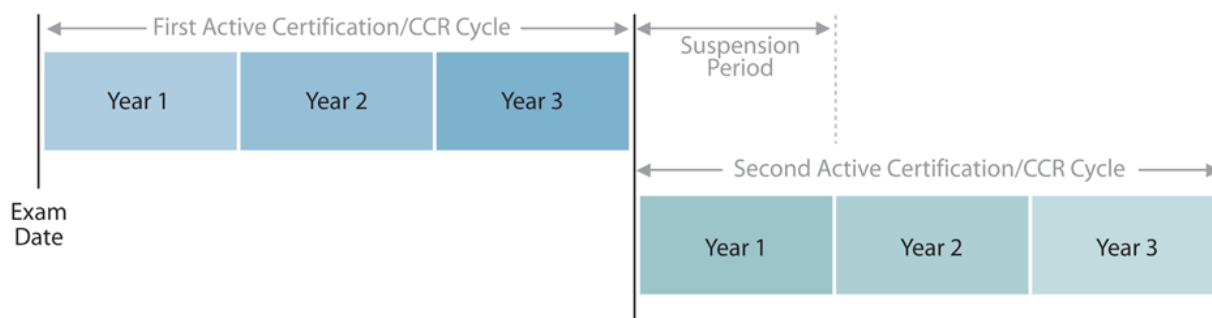 First Active Certification/CCR Cycle
Suspension
Period
Year 1
Year 2
Year 3
Exam
Date
Second Active Certification/CCR Cycle
Year 1
Year 2
Year 3